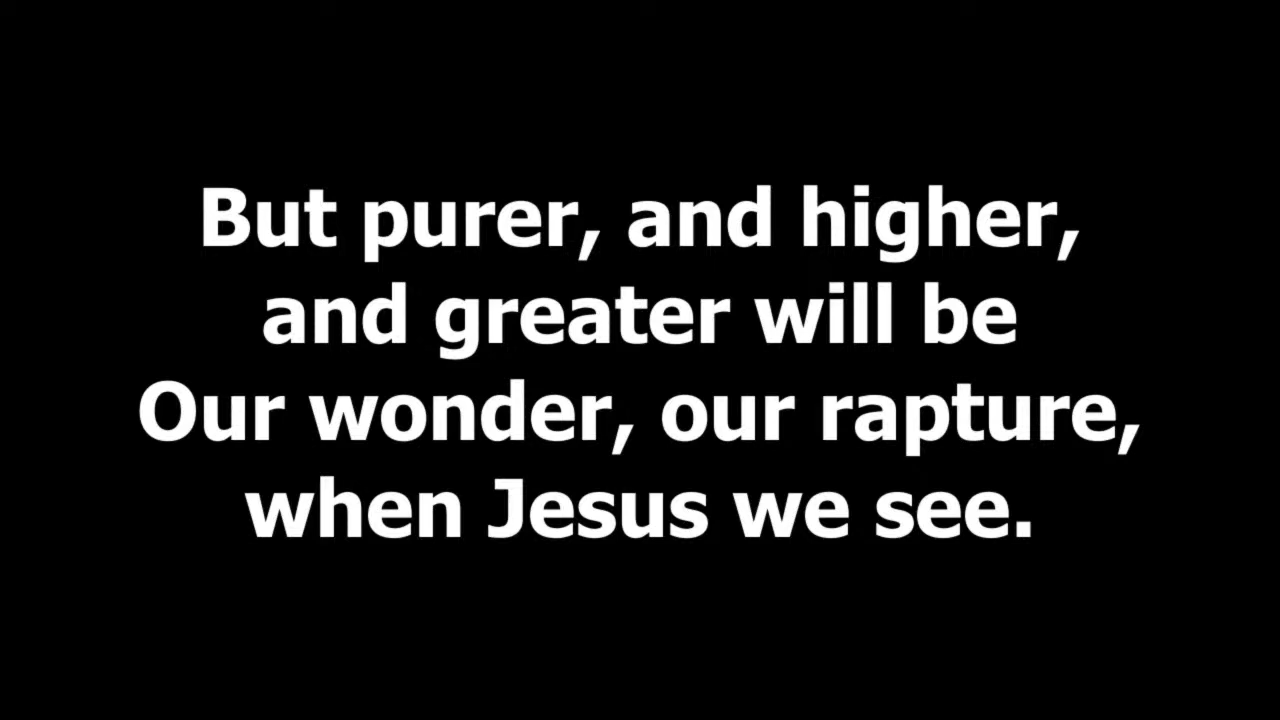 But purer, and higher,
and greater will be
Our wonder, our rapture,
when Jesus we see.